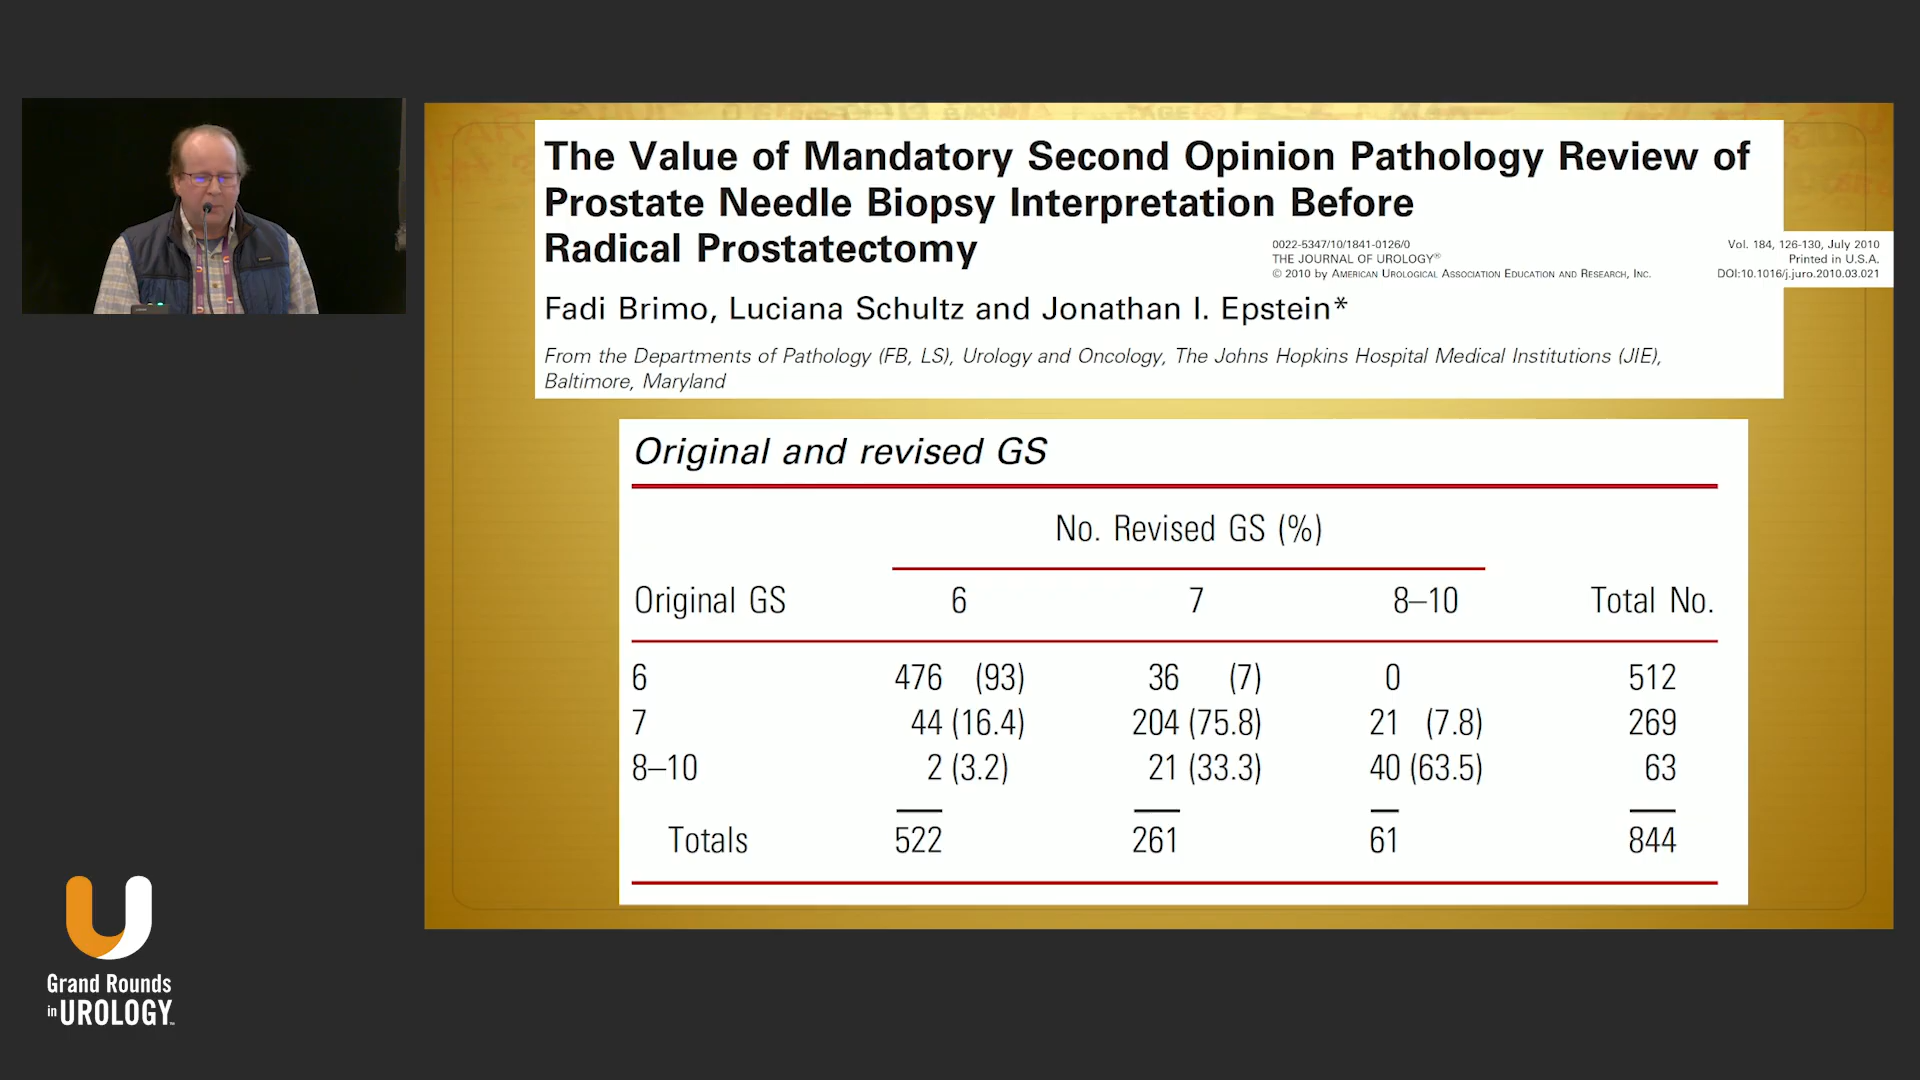 The Value of Mandatory Second Opinion Pathology Review of
Prostate Needle Biopsy Interpretation Before
Radical Prostatectomy
0022-5347/10/1841-0126/0
THE JOURNAL OF UROLOGY®
© 2010 by AMERICAN UROLOGICAL ASSOCIATION EDUCATION AND RESEARCH, INC.
Vol. 184, 126-130, July 2010
Printed in U.S.A.
DOI:10.1016/j.juro.2010.03.021
Fadi Brimo, Luciana Schultz and Jonathan I. Epstein*
From the Departments of Pathology (FB, LS), Urology and Oncology, The Johns Hopkins Hospital Medical Institutions (JIE),
Baltimore, Maryland
Original and revised GS
No. Revised GS (%)
Original GS 6 7 8–10 Total No.
6 476 (93) 36 (7) 0 512
7 44 (16.4) 204 (75.8) 21 (7.8) 269
8–10 2 (3.2) 21 (33.3) 40 (63.5) 63
Totals 522 261 61 844
Grand Rounds
in UROLOGY™